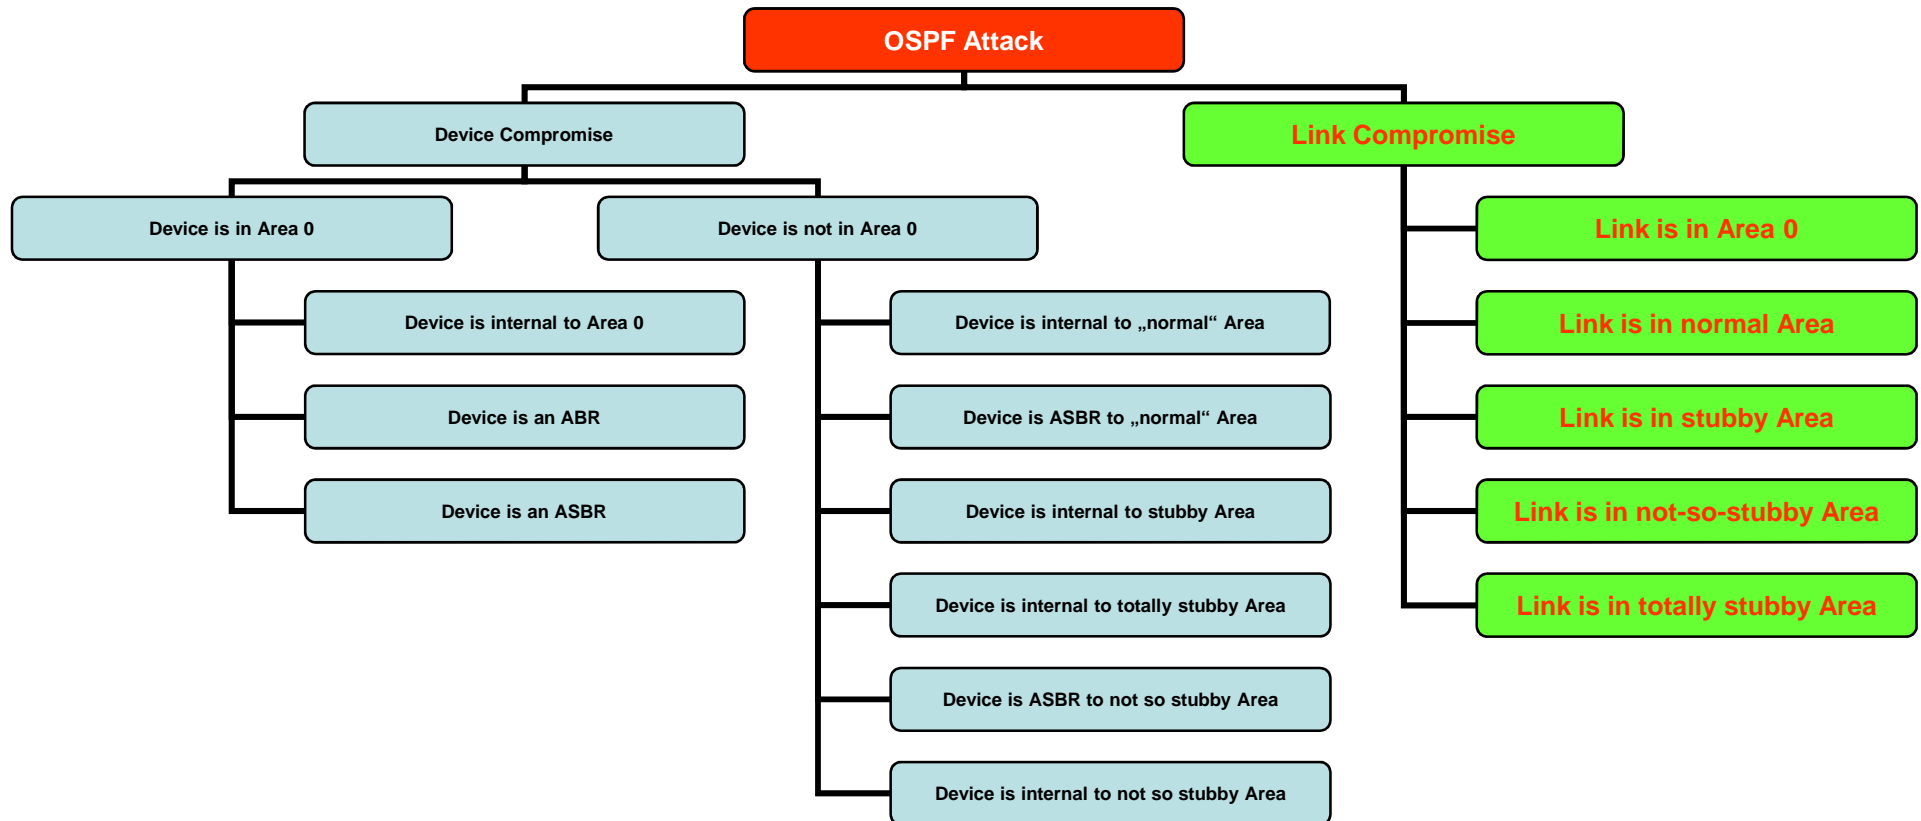 OSPF Attack
Device Compromise
Link Compromise
Device is in Area 0
Device is not in Area 0
Link is in Area 0
Device is internal to Area 0
Device is internal to „normal“ Area
Link is in normal Area
Device is an ABR
Device is ASBR to „normal“ Area
Link is in stubby Area
Device is an ASBR
Device is internal to stubby Area
Link is in not-so-stubby Area
Device is internal to totally stubby Area
Link is in totally stubby Area
Device is ASBR to not so stubby Area
Device is internal to not so stubby Area